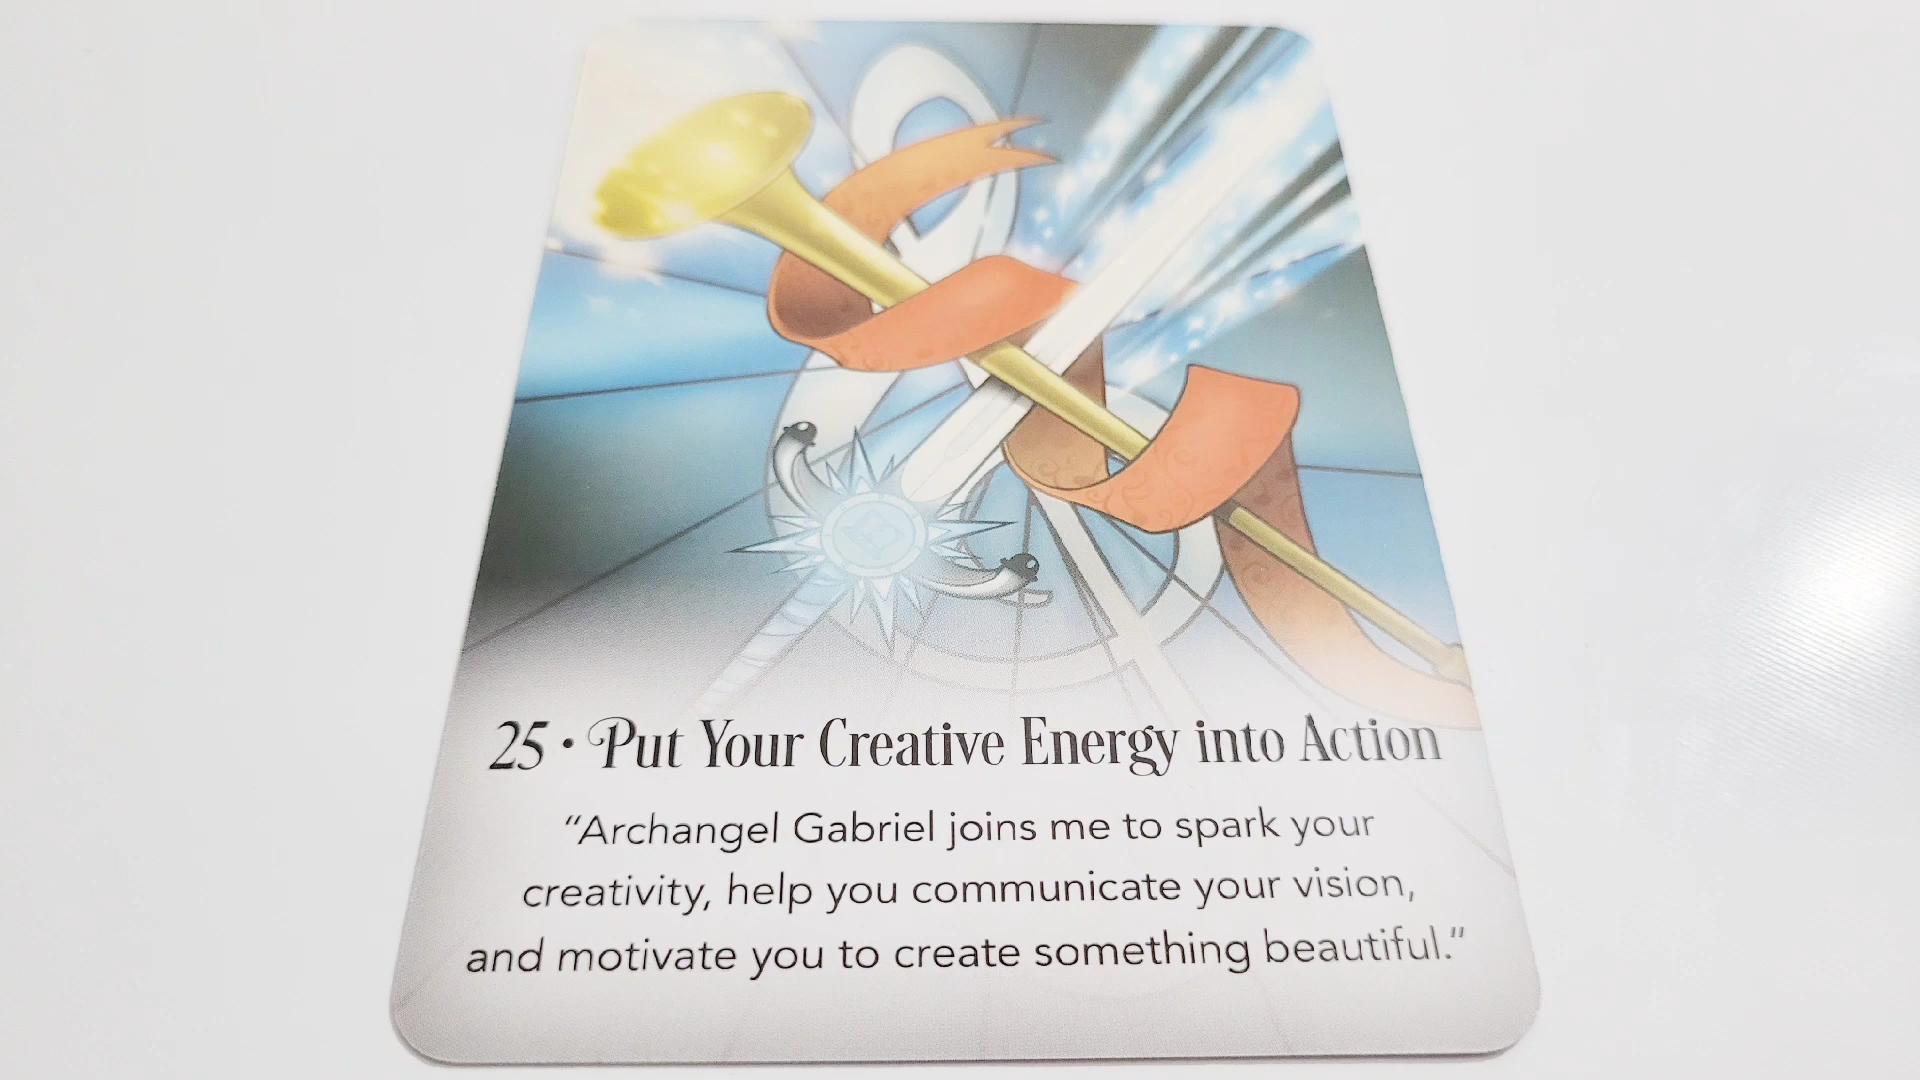 25 · Put Your Creative Energy into Action
“Archangel Gabriel joins me to spark your
creativity, help you communicate your vision,
and motivate you to create something beautiful.”